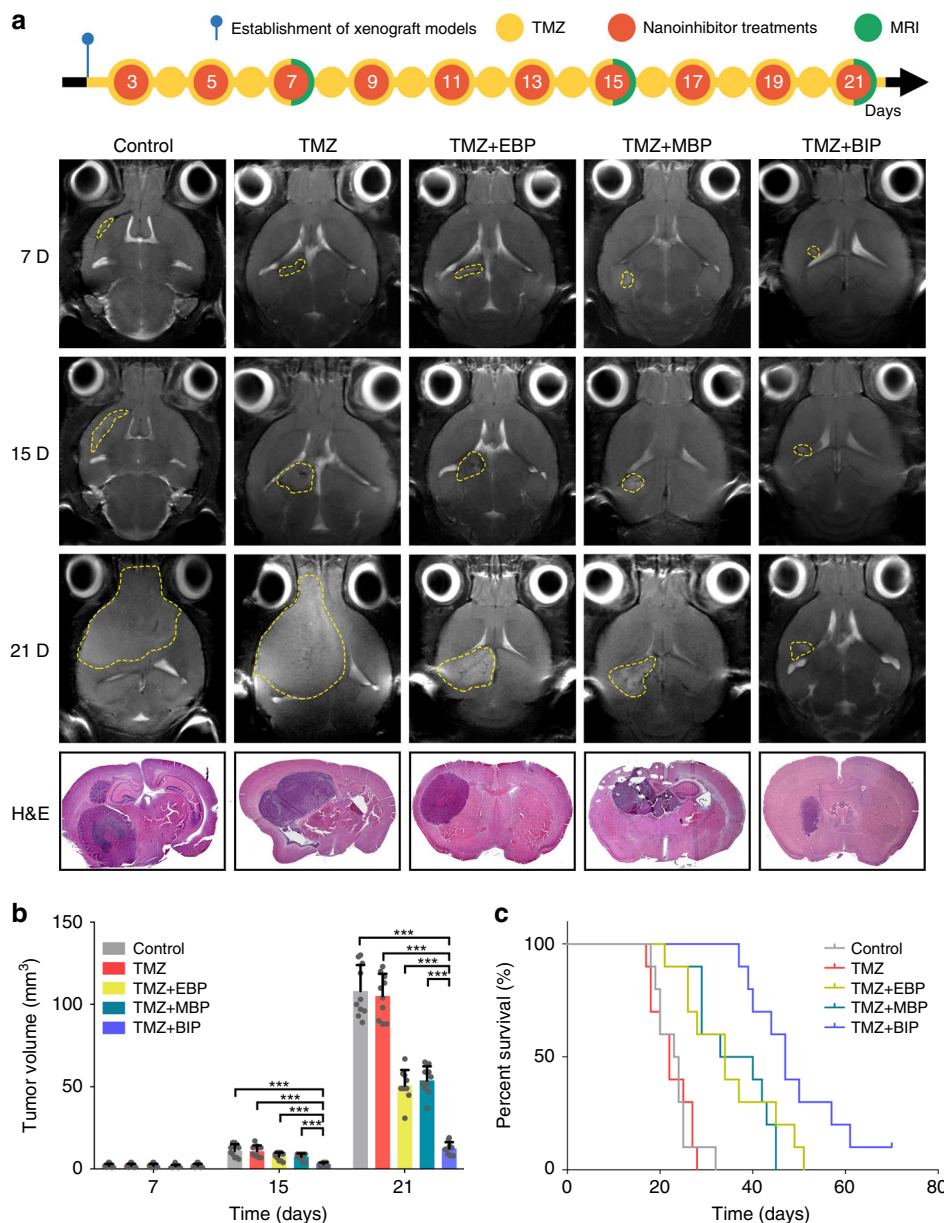 a
Establishment of xenograft models
TMZ
Nanoinhibitor treatments
MRI
3 5 7 9 11 13 15 17 19 21
Days
Control TMZ TMZ+EBP TMZ+MBP TMZ+BIP
7 D
15 D
21 D
H&E
b
Tumor volume (mm³)
150
100
50
0
Control
TMZ
TMZ+EBP
TMZ+MBP
TMZ+BIP
***
***
***
***
***
***
***
***
7 15 21
Time (days)
c
Percent survival (%)
100
50
0
Control
TMZ
TMZ+EBP
TMZ+MBP
TMZ+BIP
0 20 40 60 80
Time (days)